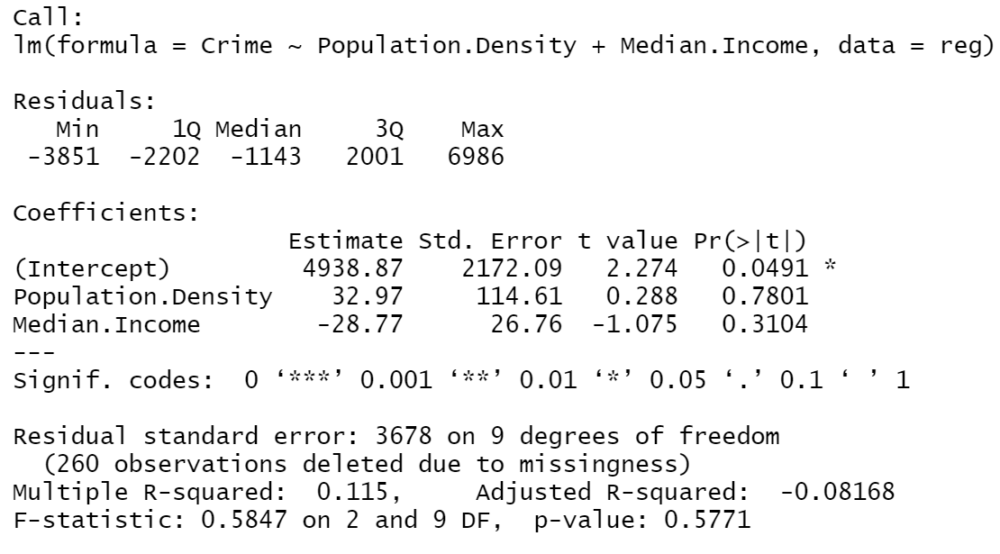 Call:
lm(formula = Crime ~ Population.Density + Median.Income, data = reg)
Residuals:
Min 1Q Median 3Q Max
-3851 -2202 -1143 2001 6986
Coefficients:
Estimate Std. Error t value Pr(>|t|)
(Intercept) 4938.87 2172.09 2.274 0.0491 *
Population.Density 32.97 114.61 0.288 0.7801
Median.Income -28.77 26.76 -1.075 0.3104
---
Signif. codes: 0 ‘***’ 0.001 ‘**’ 0.01 ‘*’ 0.05 ‘.’ 0.1 ‘ ’ 1
Residual standard error: 3678 on 9 degrees of freedom
(260 observations deleted due to missingness)
Multiple R-squared: 0.115, Adjusted R-squared: -0.08168
F-statistic: 0.5847 on 2 and 9 DF, p-value: 0.5771